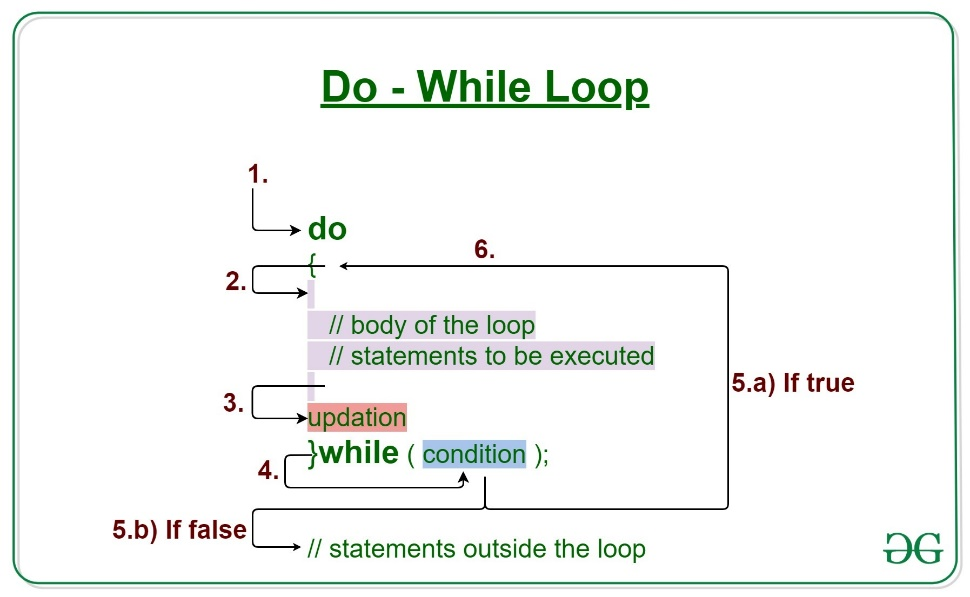 Do - While Loop
1.
do
6.
{
2.
// body of the loop
// statements to be executed
5.a) If true
3.
updation
}while ( condition );
4.
5.b) If false
// statements outside the loop
GG